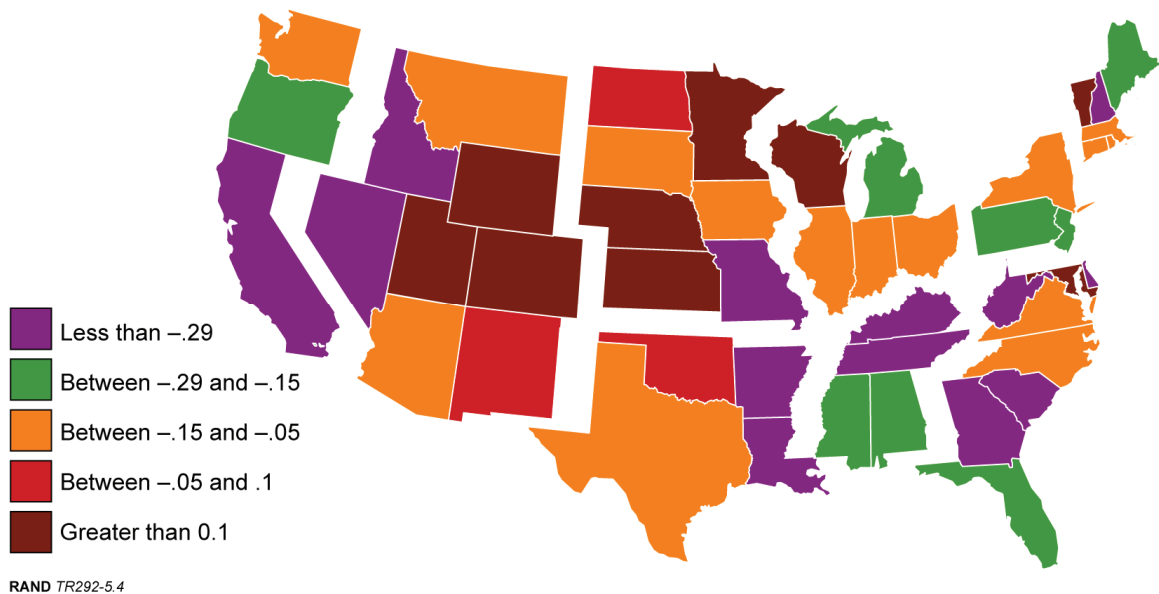 Less than –.29
Between –.29 and –.15
Between –.15 and –.05
Between –.05 and .1
Greater than 0.1
RAND TR292-5.4